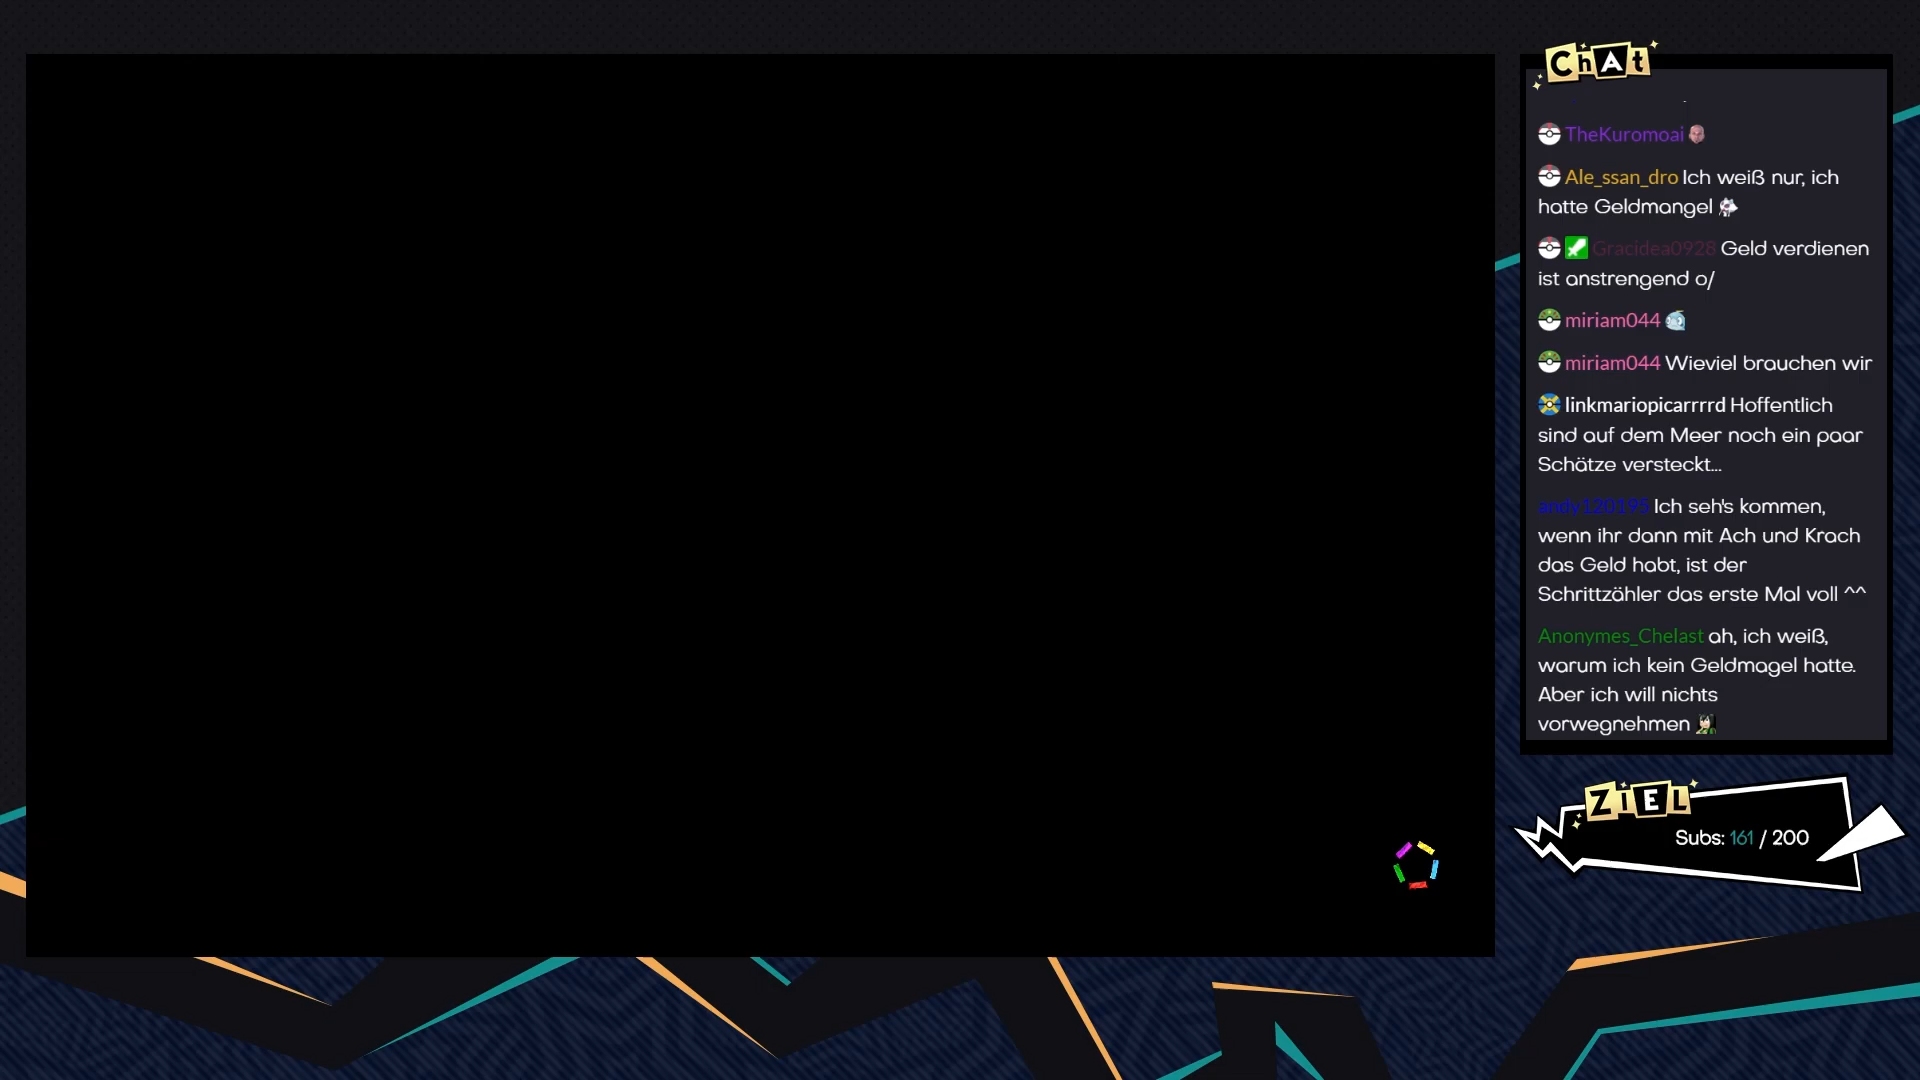 Chat
TheKuromoai
Ale_ssan_dro Ich weiß nur, ich
hatte Geldmangel
Gracidea0928 Geld verdienen
ist anstrengend o/
miriam044
miriam044 Wieviel brauchen wir
linkmariopicarrrrd Hoffentlich
sind auf dem Meer noch ein paar
Schätze versteckt...
andy120195 Ich seh's kommen,
wenn ihr dann mit Ach und Krach
das Geld habt, ist der
Schrittzähler das erste Mal voll ^^
Anonymes_Chelast ah, ich weiß,
warum ich kein Geldmagel hatte.
Aber ich will nichts
vorwegnehmen
ZIEL
Subs: 161 / 200